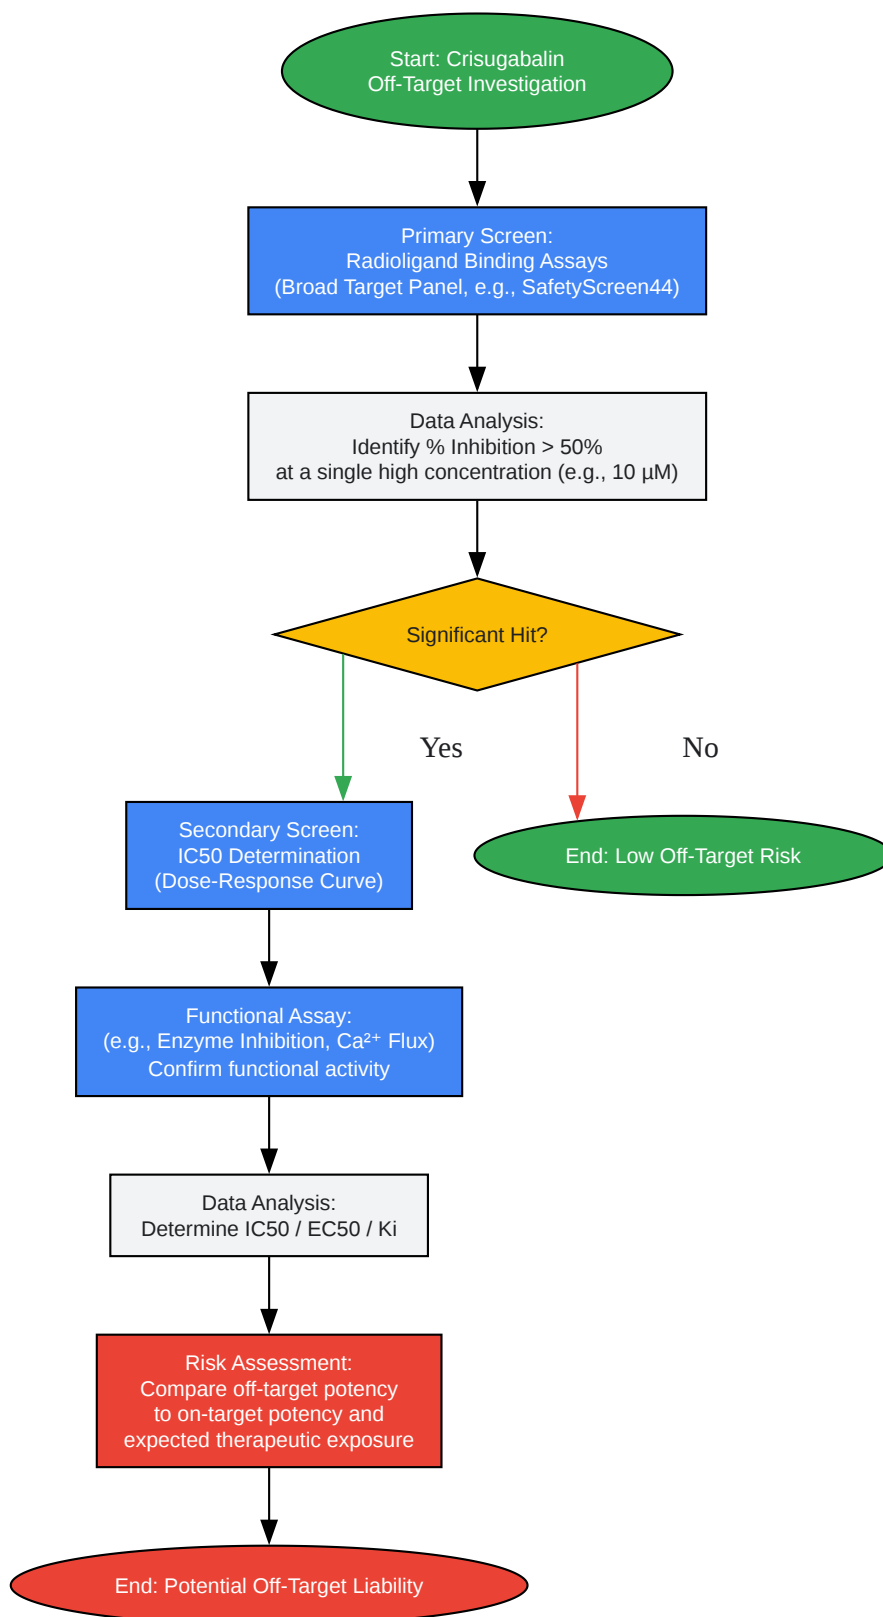 Start: Crisugabalin
Off-Target Investigation
Primary Screen:
Radioligand Binding Assays
(Broad Target Panel, e.g., SafetyScreen44)
Data Analysis:
Identify % Inhibition > 50%
at a single high concentration (e.g., 10 µM)
Significant Hit?
Yes
No
Secondary Screen:
IC50 Determination
(Dose-Response Curve)
End: Low Off-Target Risk
Functional Assay:
(e.g., Enzyme Inhibition, Ca²⁺ Flux)
Confirm functional activity
Data Analysis:
Determine IC50 / EC50 / Ki
Risk Assessment:
Compare off-target potency
to on-target potency and
expected therapeutic exposure
End: Potential Off-Target Liability